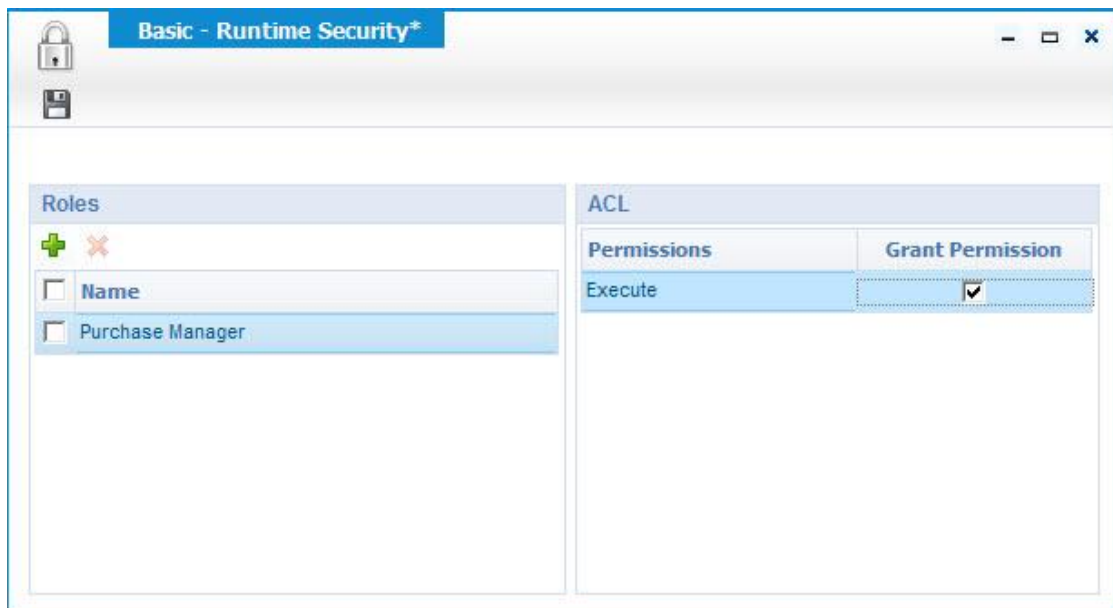 Basic - Runtime Security*
Roles
Name
Purchase Manager
ACL
Permissions Grant Permission
Execute